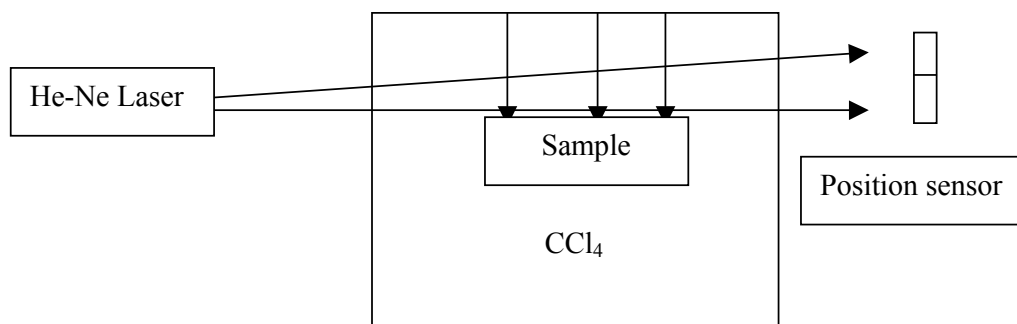 He-Ne Laser
Sample
Position sensor
CCl₄